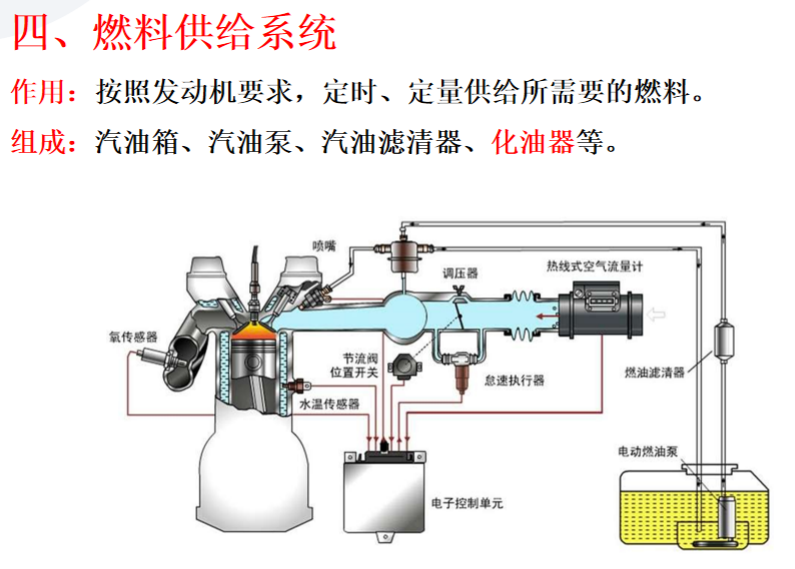 四、燃料供给系统
作用：按照发动机要求，定时、定量供给所需要的燃料。
组成：汽油箱、汽油泵、汽油滤清器、化油器等。
喷嘴
调压器
热线式空气流量计
氧传感器
节流阀
位置开关
怠速执行器
燃油滤清器
水温传感器
电动燃油泵
电子控制单元